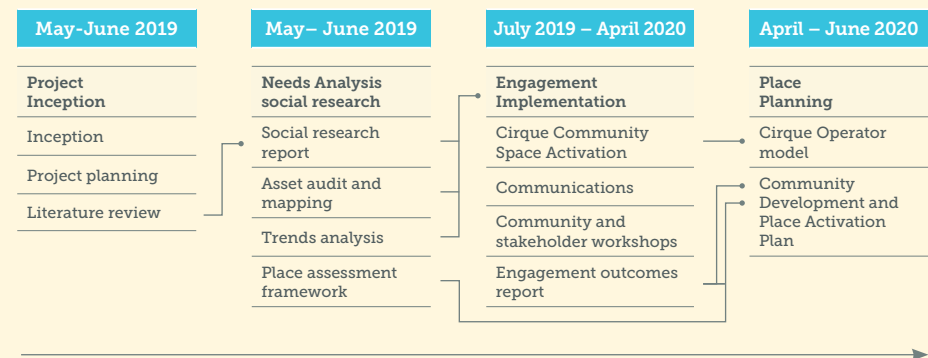 May-June 2019
Project
Inception
Inception
Project planning
Literature review
May– June 2019
Needs Analysis
social research
Social research
report
Asset audit and
mapping
Trends analysis
Place assessment
framework
July 2019 – April 2020
Engagement
Implementation
Cirque Community
Space Activation
Communications
Community and
stakeholder workshops
Engagement outcomes
report
April – June 2020
Place
Planning
Cirque Operator
model
Community
Development and
Place Activation
Plan